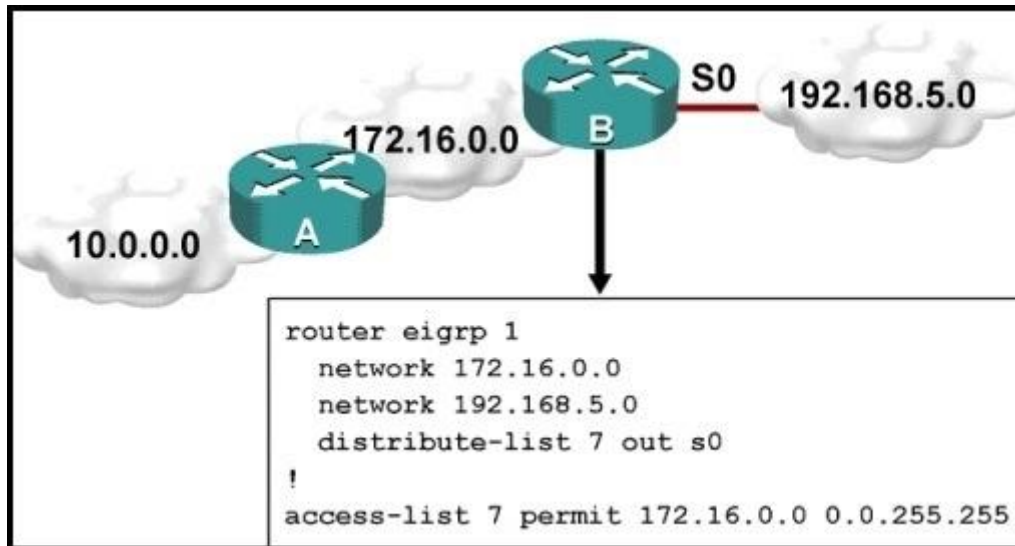 S0
192.168.5.0
B
172.16.0.0
A
10.0.0.0
router eigrp 1
network 172.16.0.0
network 192.168.5.0
distribute-list 7 out s0
!
access-list 7 permit 172.16.0.0 0.0.255.255